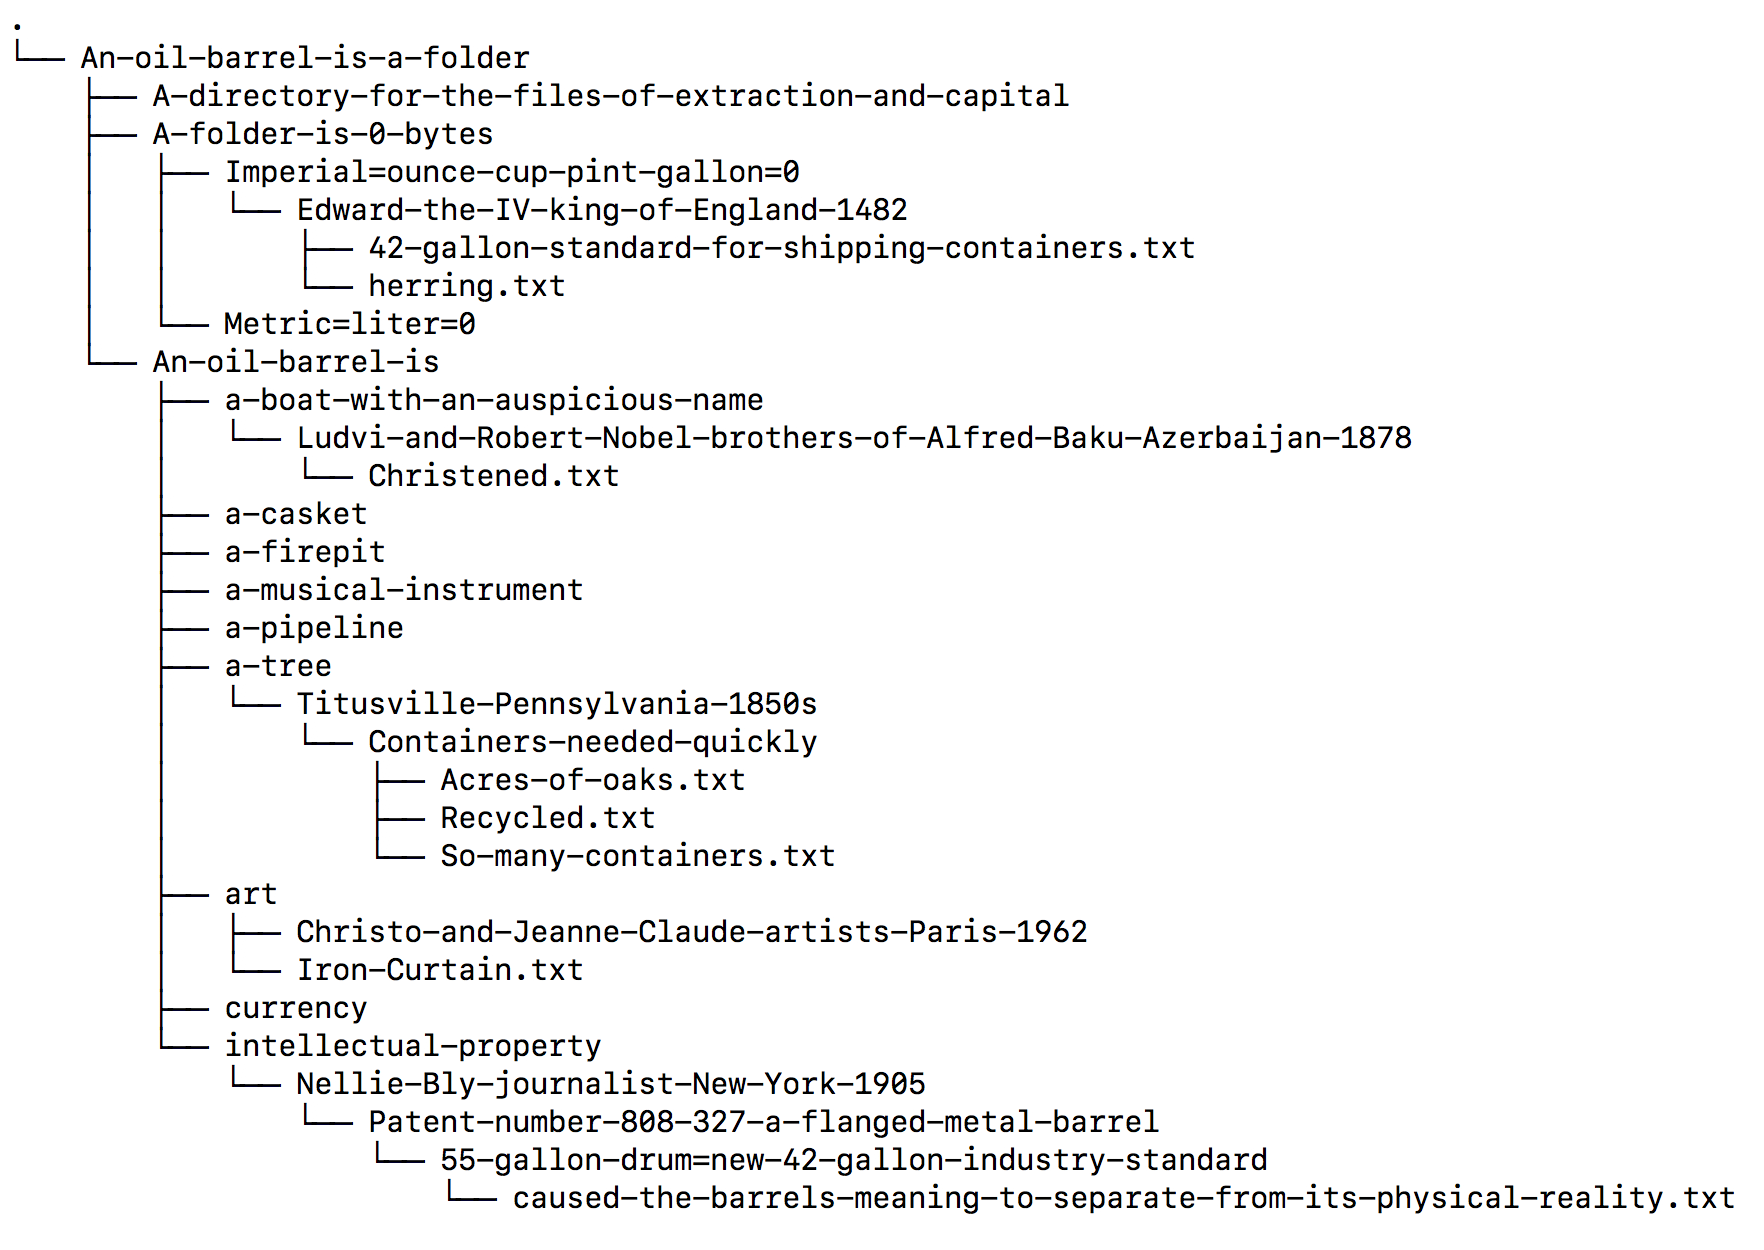 .
└── An-oil-barrel-is-a-folder
    ├── A-directory-for-the-files-of-extraction-and-capital
    ├── A-folder-is-0-bytes
    │   ├── Imperial=ounce-cup-pint-gallon=0
    │   │   └── Edward-the-IV-king-of-England-1482
    │   │       ├── 42-gallon-standard-for-shipping-containers.txt
    │   │       └── herring.txt
    │   └── Metric=liter=0
    └── An-oil-barrel-is
        ├── a-boat-with-an-auspicious-name
        │   └── Ludvi-and-Robert-Nobel-brothers-of-Alfred-Baku-Azerbaijan-1878
        │       └── Christened.txt
        ├── a-casket
        ├── a-firepit
        ├── a-musical-instrument
        ├── a-pipeline
        ├── a-tree
        │   └── Titusville-Pennsylvania-1850s
        │       └── Containers-needed-quickly
        │           ├── Acres-of-oaks.txt
        │           ├── Recycled.txt
        │           └── So-many-containers.txt
        ├── art
        │   ├── Christo-and-Jeanne-Claude-artists-Paris-1962
        │   └── Iron-Curtain.txt
        ├── currency
        └── intellectual-property
            └── Nellie-Bly-journalist-New-York-1905
                └── Patent-number-808-327-a-flanged-metal-barrel
                    └── 55-gallon-drum=new-42-gallon-industry-standard
                        └── caused-the-barrels-meaning-to-separate-from-its-physical-reality.txt